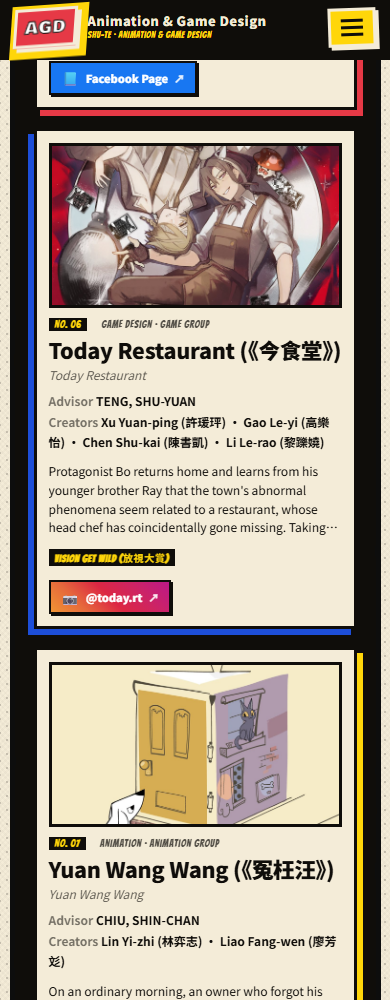 AGD
Animation & Game Design
SHU-TE · ANIMATION & GAME DESIGN
Facebook Page ↗
NO. 06 GAME DESIGN · GAME GROUP
Today Restaurant (《今食堂》)
Today Restaurant
Advisor TENG, SHU-YUAN
Creators Xu Yuan-ping (許瑗玶) · Gao Le-yi (高樂
怡) · Chen Shu-kai (陳書凱) · Li Le-rao (黎躒嬈)
Protagonist Bo returns home and learns from his
younger brother Ray that the town's abnormal
phenomena seem related to a restaurant, whose
head chef has coincidentally gone missing. Taking…
VISION GET WILD (放視大賞)
@today.rt ↗
NO. 07 ANIMATION · ANIMATION GROUP
Yuan Wang Wang (《冤枉汪》)
Yuan Wang Wang
Advisor CHIU, SHIN-CHAN
Creators Lin Yi-zhi (林弈志) · Liao Fang-wen (廖芳
彣)
On an ordinary morning, an owner who forgot his